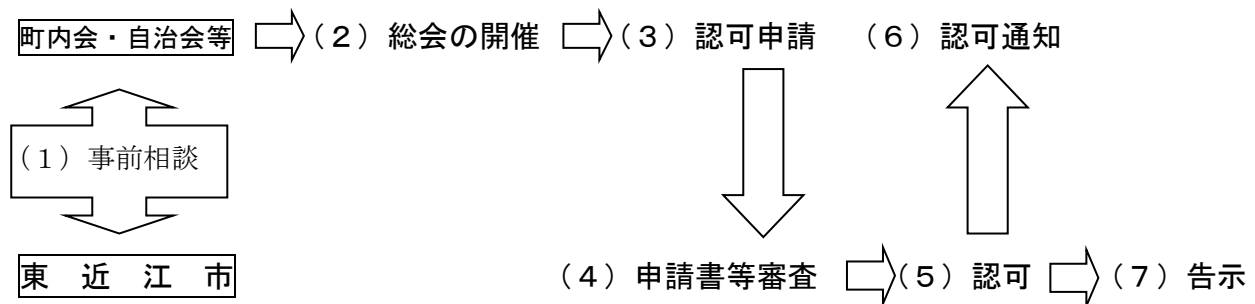 町内会・自治会等 (2)総会の開催 (3)認可申請 (6)認可通知
(1)事前相談
東 近 江 市 (4)申請書等審査 (5)認可 (7)告示